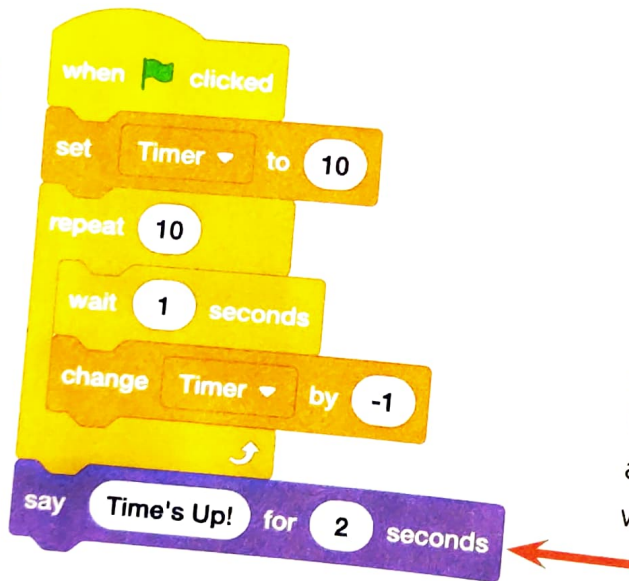 when clicked
set Timer to 10
repeat 10
wait 1 seconds
change Timer by -1
say Time's Up! for 2 seconds